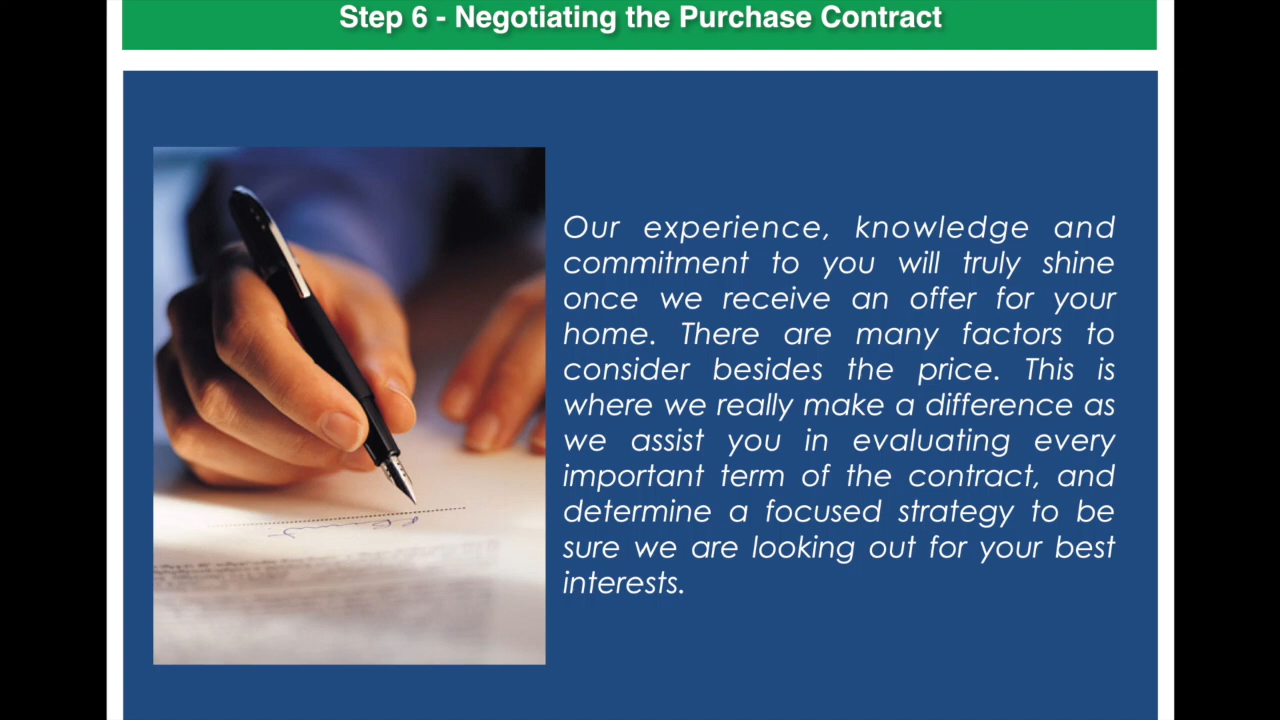 Step 6 - Negotiating the Purchase Contract
Our experience, knowledge and
commitment to you will truly shine
once we receive an offer for your
home. There are many factors to
consider besides the price. This is
where we really make a difference as
we assist you in evaluating every
important term of the contract, and
determine a focused strategy to be
sure we are looking out for your best
interests.